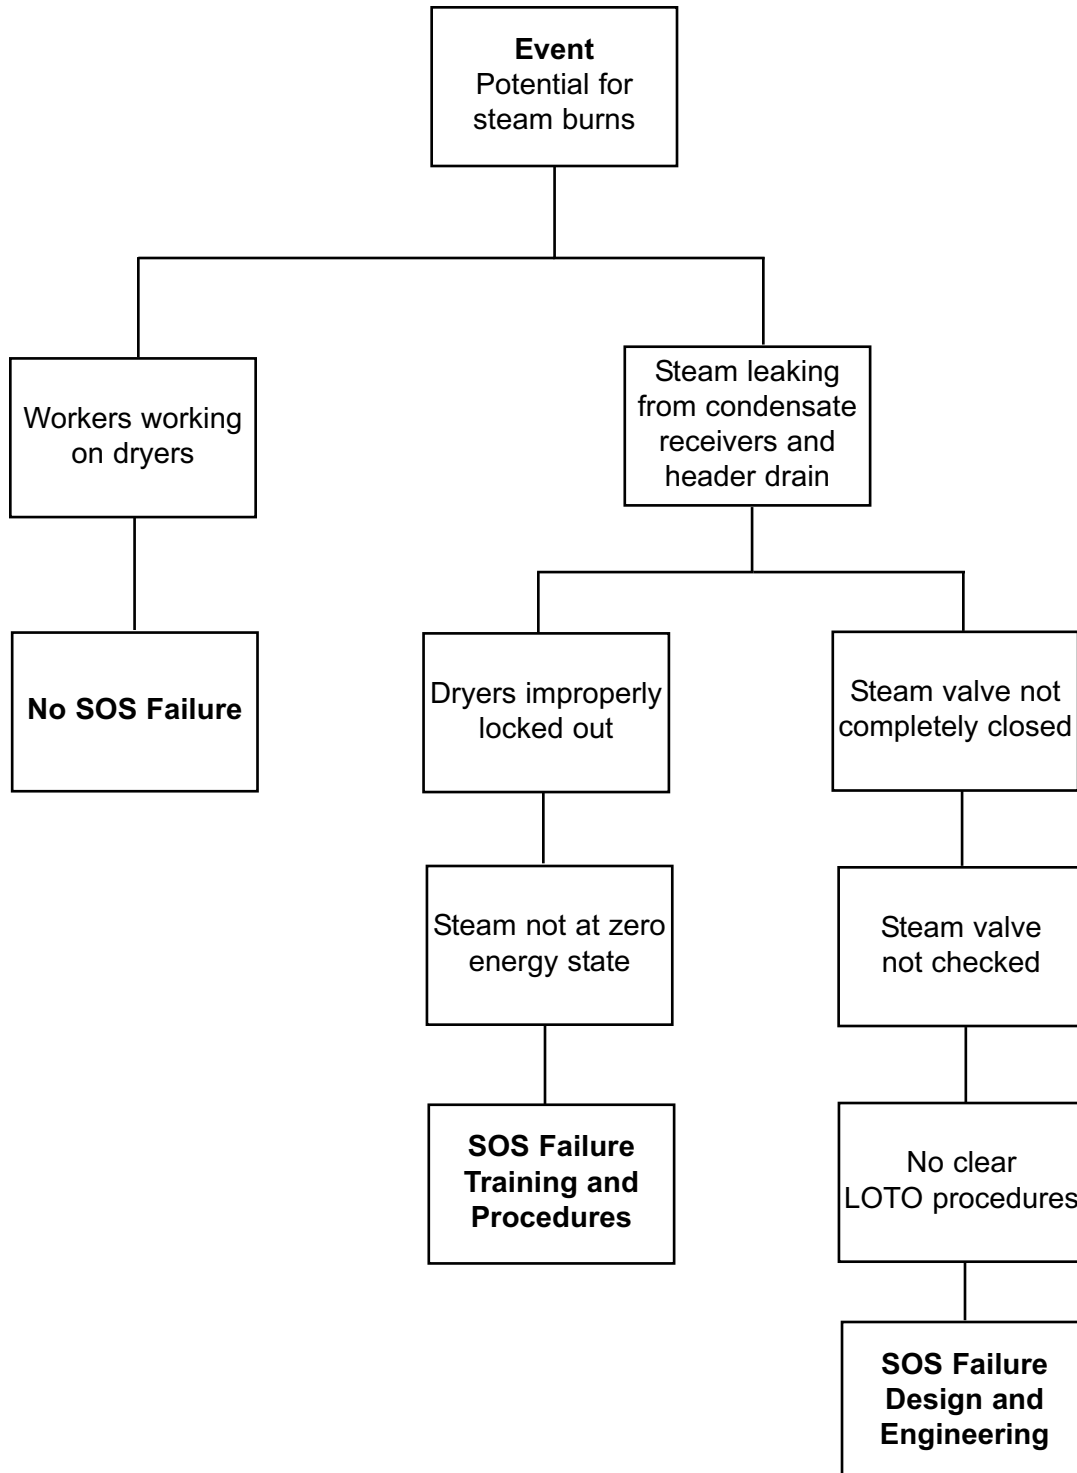 Event
Potential for
steam burns
Workers working
on dryers
Steam leaking
from condensate
receivers and
header drain
No SOS Failure
Dryers improperly
locked out
Steam valve not
completely closed
Steam not at zero
energy state
Steam valve
not checked
SOS Failure
Training and
Procedures
No clear
LOTO procedures
SOS Failure
Design and
Engineering